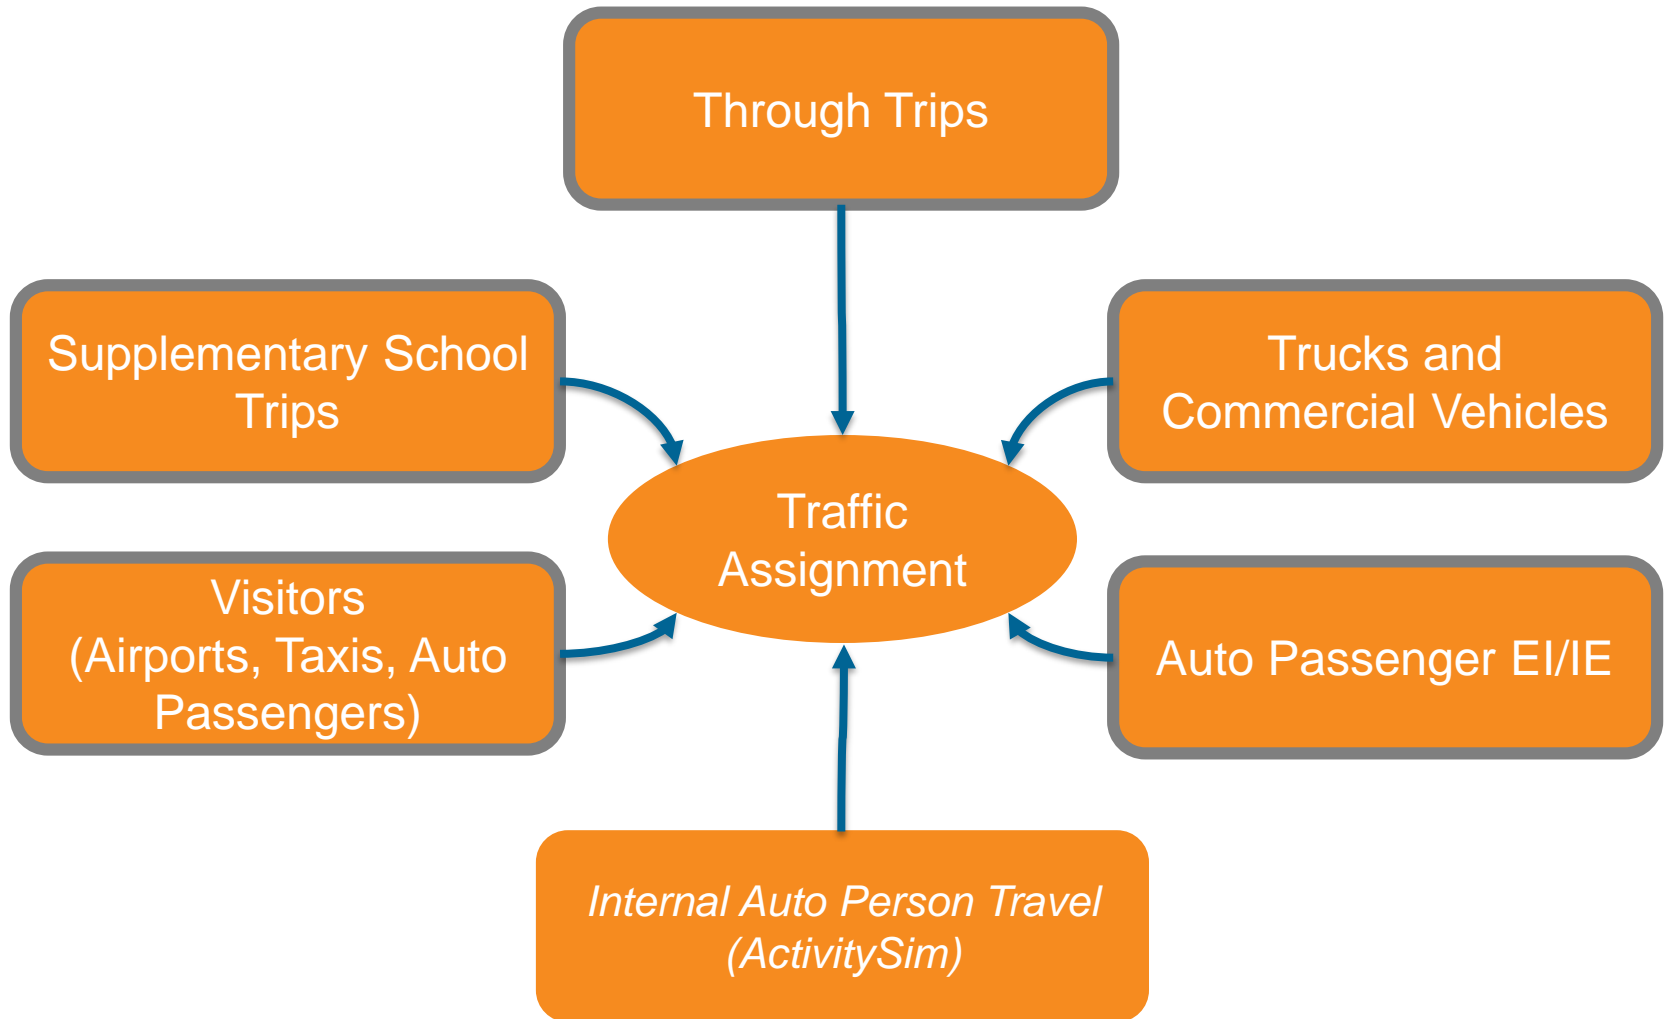 Through Trips
Supplementary School
Trips
Trucks and
Commercial Vehicles
Traffic
Assignment
Visitors
(Airports, Taxis, Auto
Passengers)
Auto Passenger EI/IE
Internal Auto Person Travel
(ActivitySim)